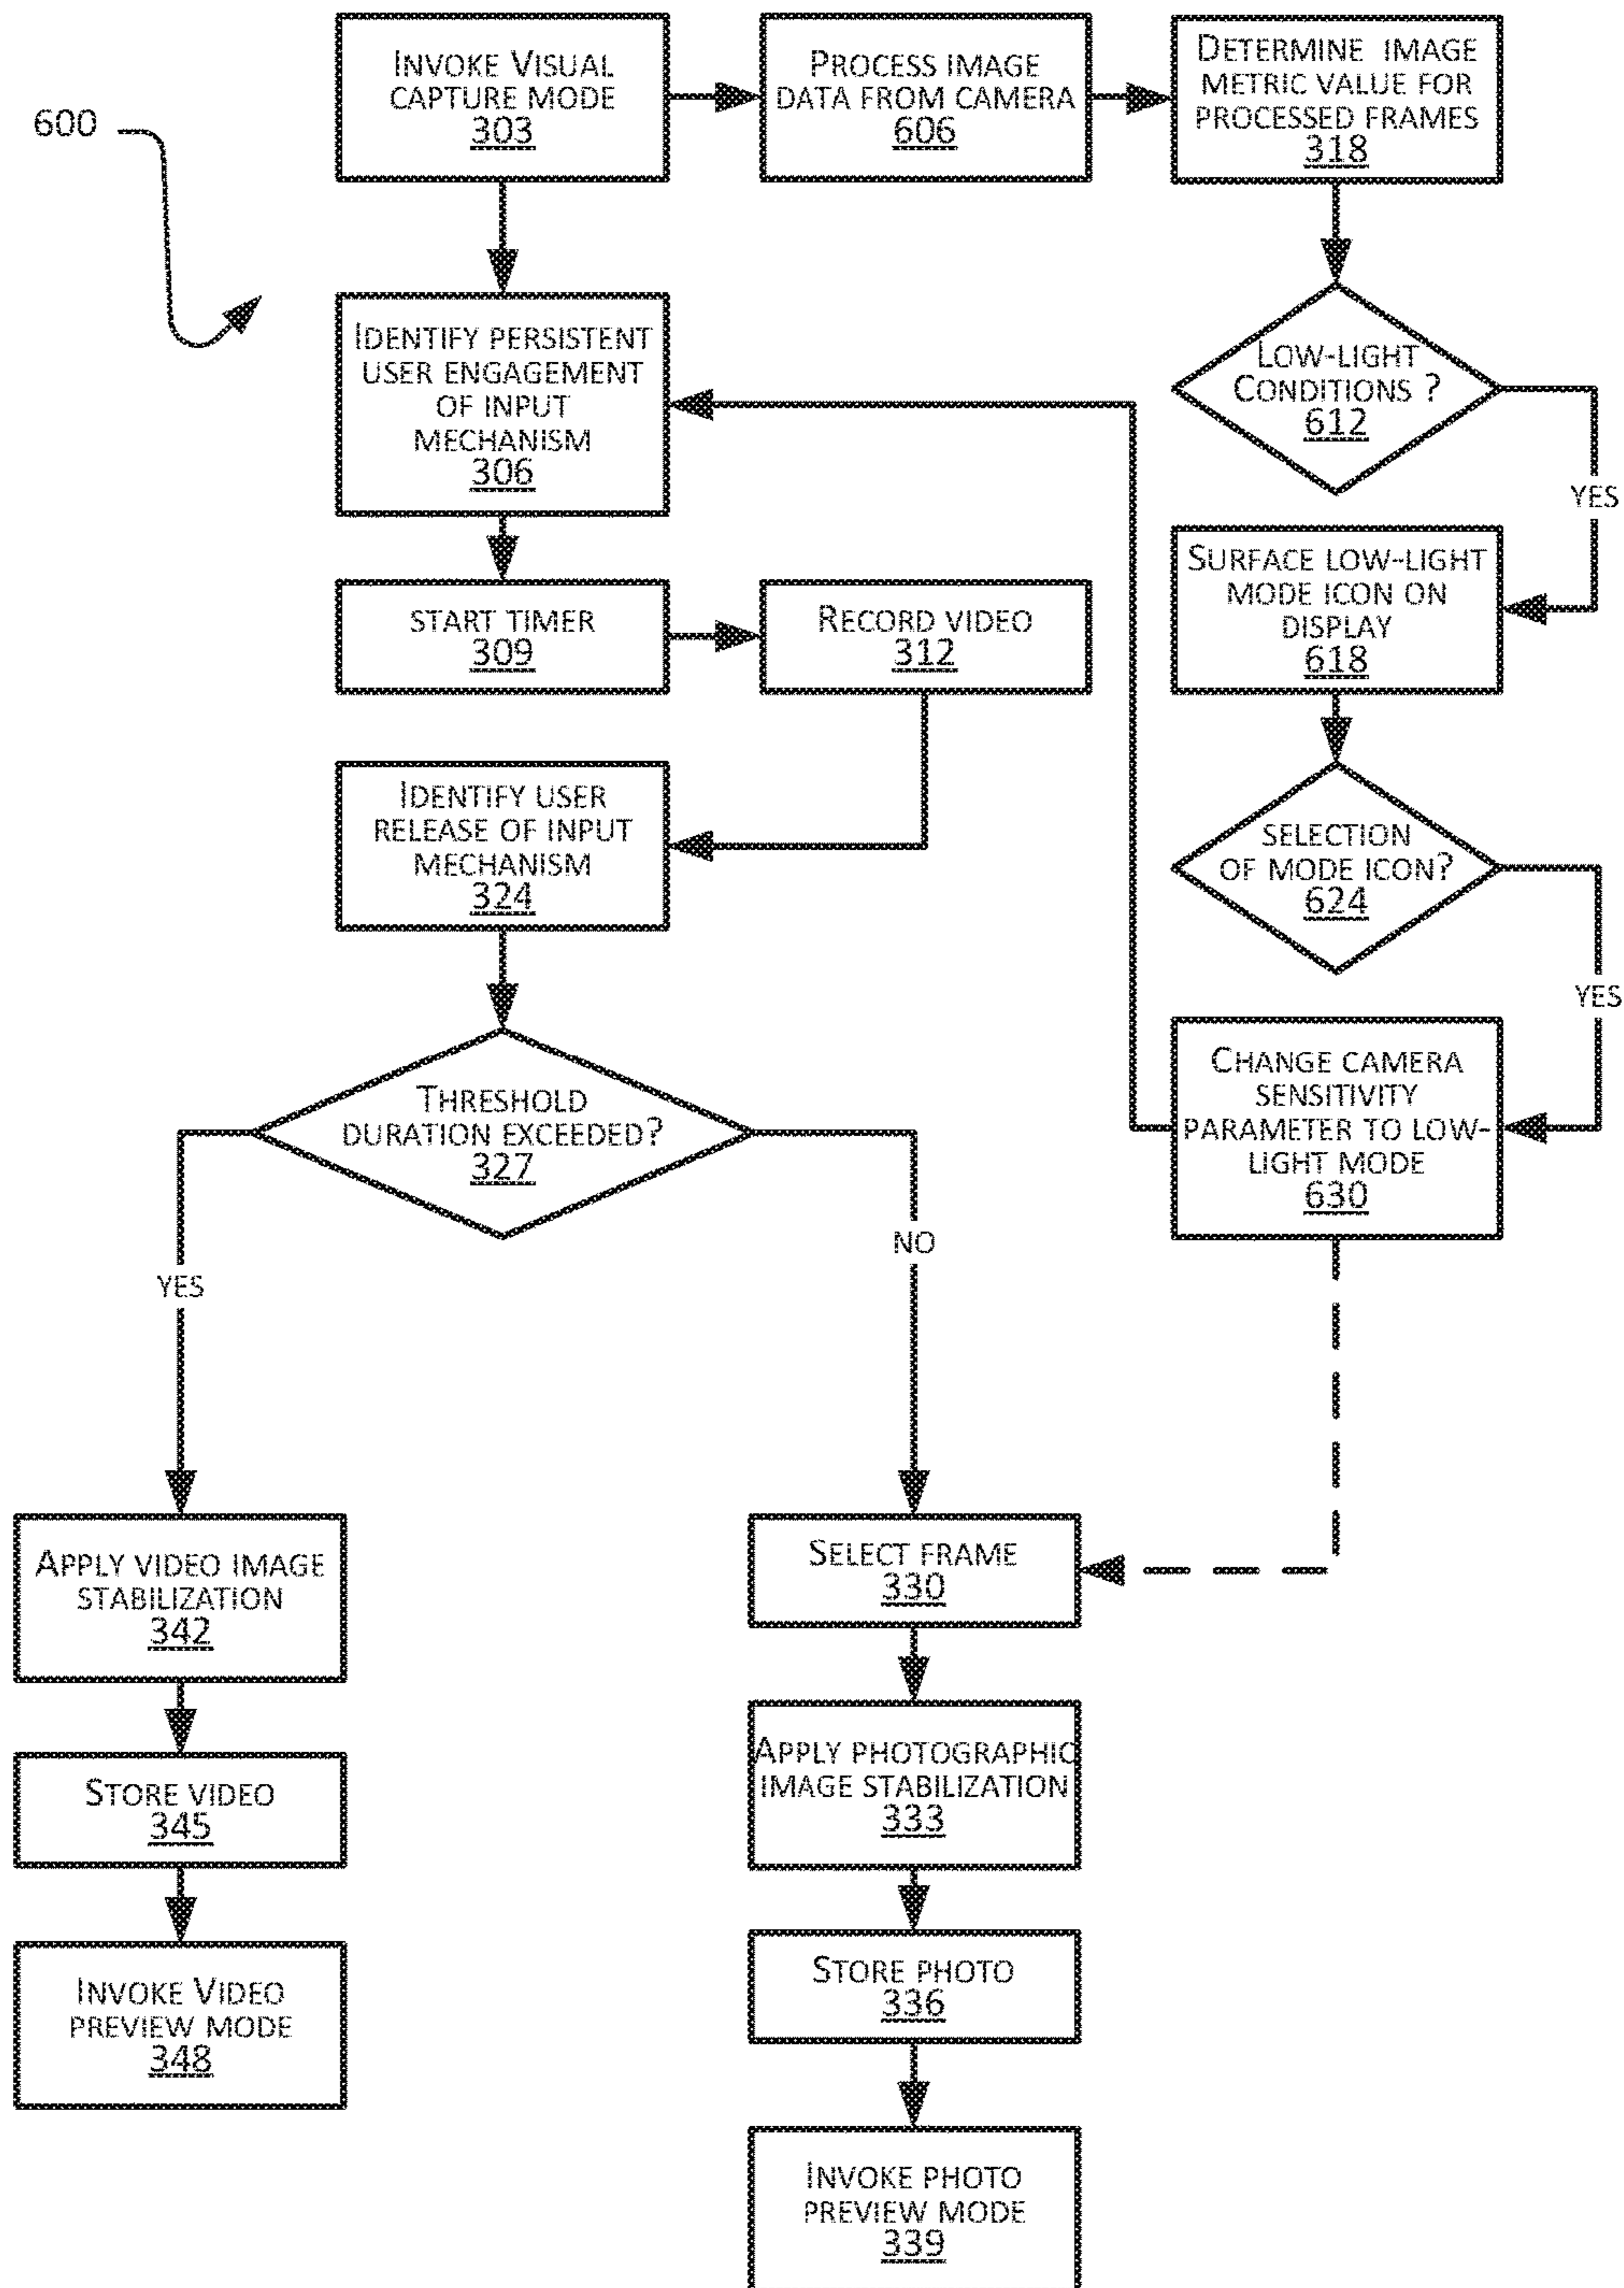 600
INVOKE VISUAL
CAPTURE MODE
303
PROCESS IMAGE
DATA FROM CAMERA
606
DETERMINE IMAGE
METRIC VALUE FOR
PROCESSED FRAMES
318
IDENTIFY PERSISTENT
USER ENGAGEMENT
OF INPUT
MECHANISM
306
LOW-LIGHT
CONDITIONS ?
612
YES
START TIMER
309
RECORD VIDEO
312
SURFACE LOW-LIGHT
MODE ICON ON
DISPLAY
618
IDENTIFY USER
RELEASE OF INPUT
MECHANISM
324
SELECTION
OF MODE ICON?
624
YES
THRESHOLD
DURATION EXCEEDED?
327
CHANGE CAMERA
SENSITIVITY
PARAMETER TO LOW-
LIGHT MODE
630
YES
NO
APPLY VIDEO IMAGE
STABILIZATION
342
SELECT FRAME
330
STORE VIDEO
345
APPLY PHOTOGRAPHIC
IMAGE STABILIZATION
333
INVOKE VIDEO
PREVIEW MODE
348
STORE PHOTO
336
INVOKE PHOTO
PREVIEW MODE
339